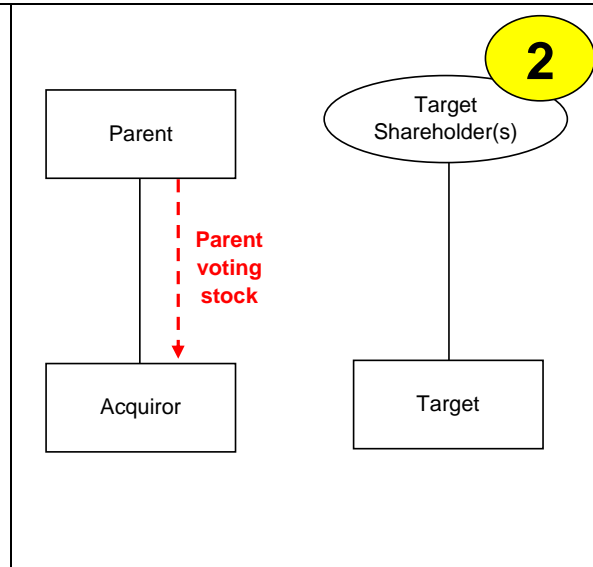 2
Parent
Target
Shareholder(s)
Parent
voting
stock
Acquiror
Target